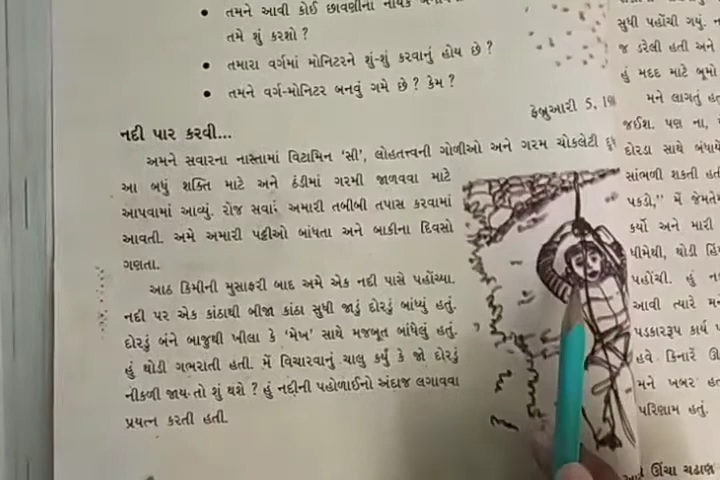 તમને આવી કોઈ છાવણીના નાયક
તમે શું કરશો ?
તમારા વર્ગમાં મોનિટરને શું-શું કરવાનું હોય છે ?
તમને વર્ગ-મોનિટર બનવું ગમે છે ? કેમ ?
ફેબ્રુઆરી 5,
નદી પાર કરવી...
અમને સવારના નાસ્તામાં વિટામિન ‘સી’, લોહતત્ત્વની ગોળીઓ અને ગરમ ચોકલેટી
આ બધું શક્તિ માટે અને ઠંડીમાં ગરમી જાળવવા માટે
આપવામાં આવ્યું. રોજ સવારે અમારી તબીબી તપાસ કરવામાં
આવતી. અમે અમારી પટ્ટીઓ બાંધતા અને બાકીના દિવસો
ગણતા.
આઠ કિમીની મુસાફરી બાદ અમે એક નદી પાસે પહોંચ્યા.
નદી પર એક કાંઠાથી બીજા કાંઠા સુધી જાડું દોરડું બાંધ્યું હતું.
દોરડું બંને બાજુથી ખીલા કે ‘મેખ’ સાથે મજબૂત બાંધેલું હતું.
હું થોડી ગભરાતી હતી. મેં વિચારવાનું ચાલુ કર્યું કે જો દોરડું
નીકળી જાય તો શું થશે ? હું નદીની પહોળાઈનો અંદાજ લગાવવા
પ્રયત્ન કરતી હતી.
સુધી પહોંચી ગયું.
જ ડરેલી હતી અને
હું મદદ માટે બૂમો
મને લાગતું
જઈશ. પણ ના,
દોરડા સાથે
સાંભળી શકતી
પકડો,” મેં
કર્યો અને મારી
ધીમેથી, થોડી
પહોંચી. હું
આવી ત્યારે
પડકારરૂપ કાર્ય
હવે કિનારે
મને ખબર
પરિણામ હતું.
ઊંચા ચઢાણ